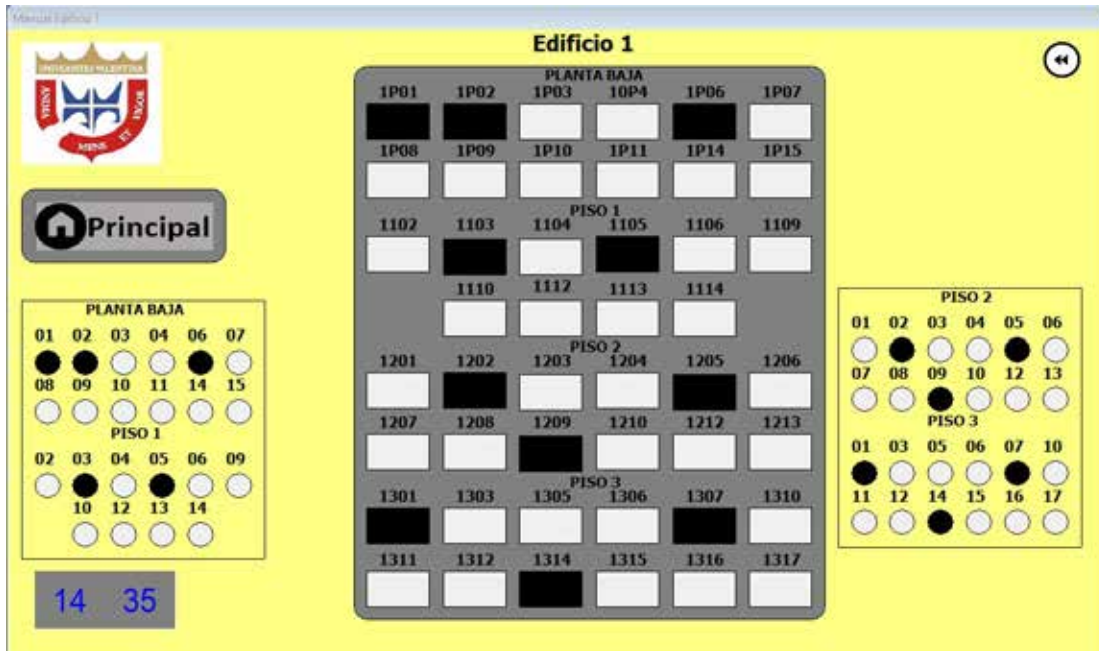 Edificio 1
PLANTA BAJA
1P01 1P02 1P03 10P4 1P06 1P07
1P08 1P09 1P10 1P11 1P14 1P15
PISO 1
1102 1103 1104 1105 1106 1109
1110 1112 1113 1114
PISO 2
1201 1202 1203 1204 1205 1206
1207 1208 1209 1210 1212 1213
PISO 3
1301 1303 1305 1306 1307 1310
1311 1312 1314 1315 1316 1317
Principal
PLANTA BAJA
01 02 03 04 06 07
08 09 10 11 14 15
PISO 1
02 03 04 05 06 09
10 12 13 14
14 35
PISO 2
01 02 03 04 05 06
07 08 09 10 12 13
PISO 3
01 03 05 06 07 10
11 12 14 15 16 17